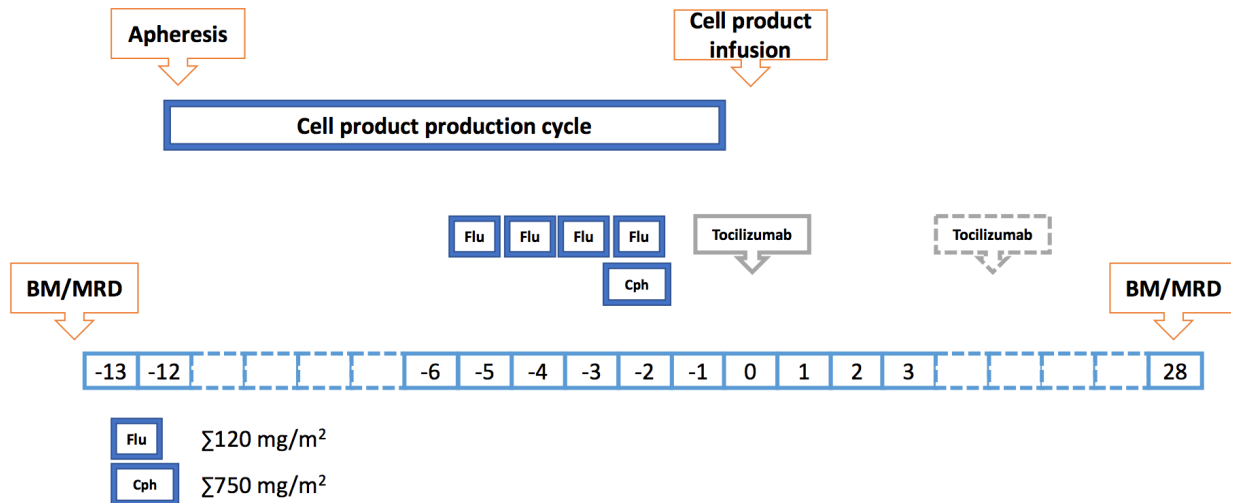 Apheresis
Cell product
infusion
Cell product production cycle
Flu Flu Flu Flu Tocilizumab Tocilizumab
Cph
BM/MRD BM/MRD
-13 -12 -6 -5 -4 -3 -2 -1 0 1 2 3 28
Flu ∑120 mg/m²
Cph ∑750 mg/m²